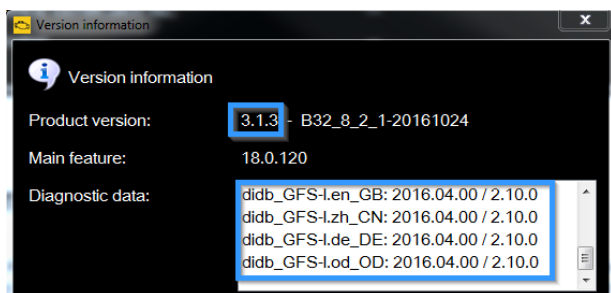 Version information
x
Version information
Product version: 3.1.3 - B32_8_2_1-20161024
Main feature: 18.0.120
Diagnostic data: didb_GFS-l.en_GB: 2016.04.00 / 2.10.0
didb_GFS-l.zh_CN: 2016.04.00 / 2.10.0
didb_GFS-l.de_DE: 2016.04.00 / 2.10.0
didb_GFS-l.od_OD: 2016.04.00 / 2.10.0